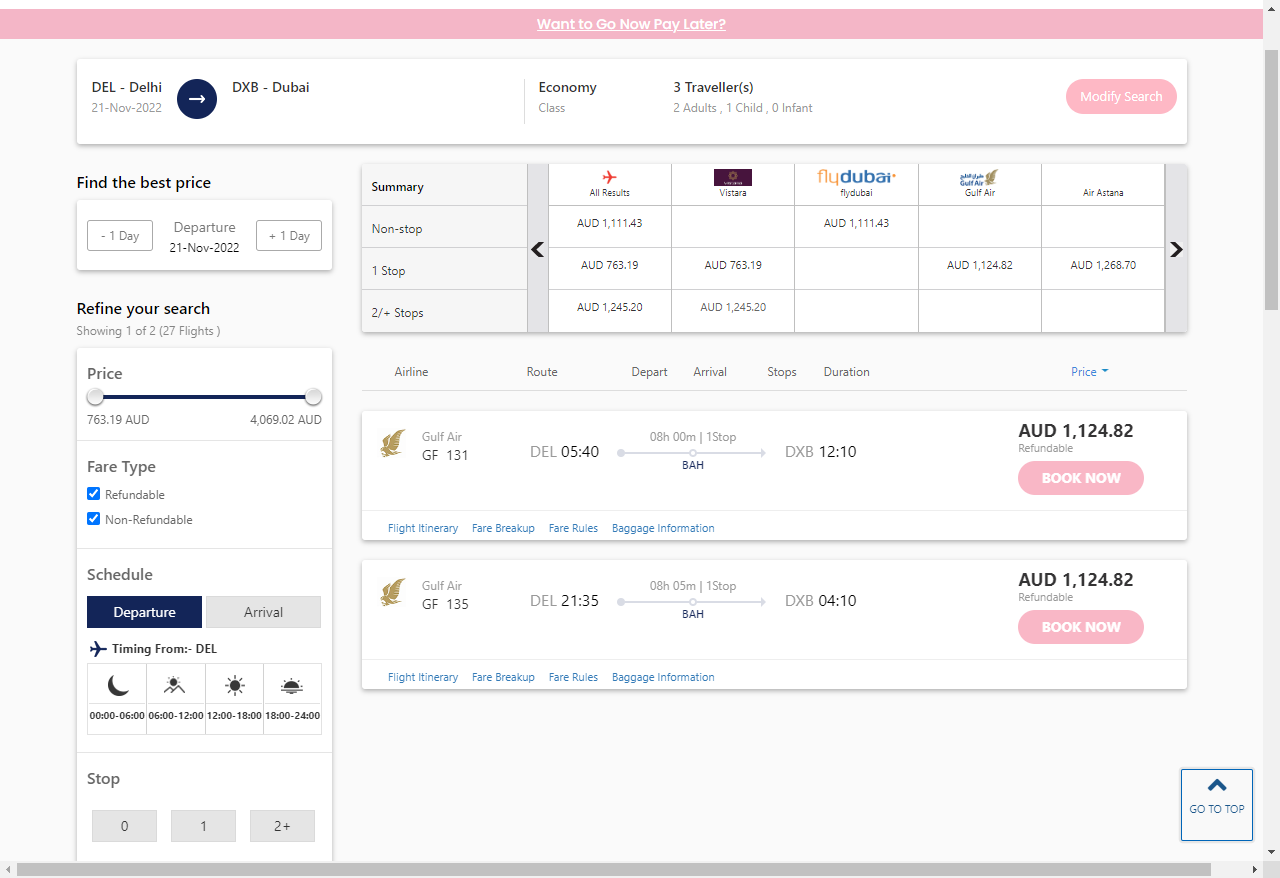 Want to Go Now Pay Later?
DEL - Delhi
21-Nov-2022
DXB - Dubai
Economy
Class
3 Traveller(s)
2 Adults , 1 Child , 0 Infant
Modify Search
Find the best price
- 1 Day
Departure
21-Nov-2022
+ 1 Day
Refine your search
Showing 1 of 2 (27 Flights )
Price
763.19 AUD
4,069.02 AUD
Fare Type
Refundable
Non-Refundable
Schedule
Departure
Arrival
Timing From:- DEL
00:00-06:00 06:00-12:00 12:00-18:00 18:00-24:00
Stop
0 1 2+
Summary
All Results
Vistara
flydubai
flydubai
Gulf Air
Gulf Air
Air Astana
Non-stop AUD 1,111.43 AUD 1,111.43
1 Stop AUD 763.19 AUD 763.19 AUD 1,124.82 AUD 1,268.70
2/+ Stops AUD 1,245.20 AUD 1,245.20
Airline Route Depart Arrival Stops Duration Price
Gulf Air
GF 131
DEL 05:40
08h 00m | 1Stop
BAH
DXB 12:10
AUD 1,124.82
Refundable
BOOK NOW
Flight Itinerary Fare Breakup Fare Rules Baggage Information
Gulf Air
GF 135
DEL 21:35
08h 05m | 1Stop
BAH
DXB 04:10
AUD 1,124.82
Refundable
BOOK NOW
Flight Itinerary Fare Breakup Fare Rules Baggage Information
GO TO TOP